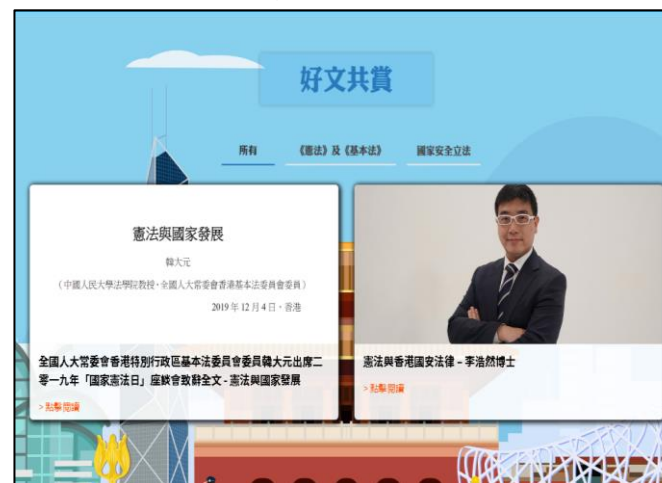 好文共賞
所有
《憲法》及《基本法》
國家安全立法
憲法與國家發展
韓大元
（中國人民大學法學院教授，全國人大常委會香港基本法委員會委員）
2019 年 12 月 4 日，香港
全國人大常委會香港特別行政區基本法委員會委員韓大元出席二
零一九年「國家憲法日」座談會致辭全文 - 憲法與國家發展
> 點擊閱讀
憲法與香港國安法律 – 李浩然博士
> 點擊閱讀